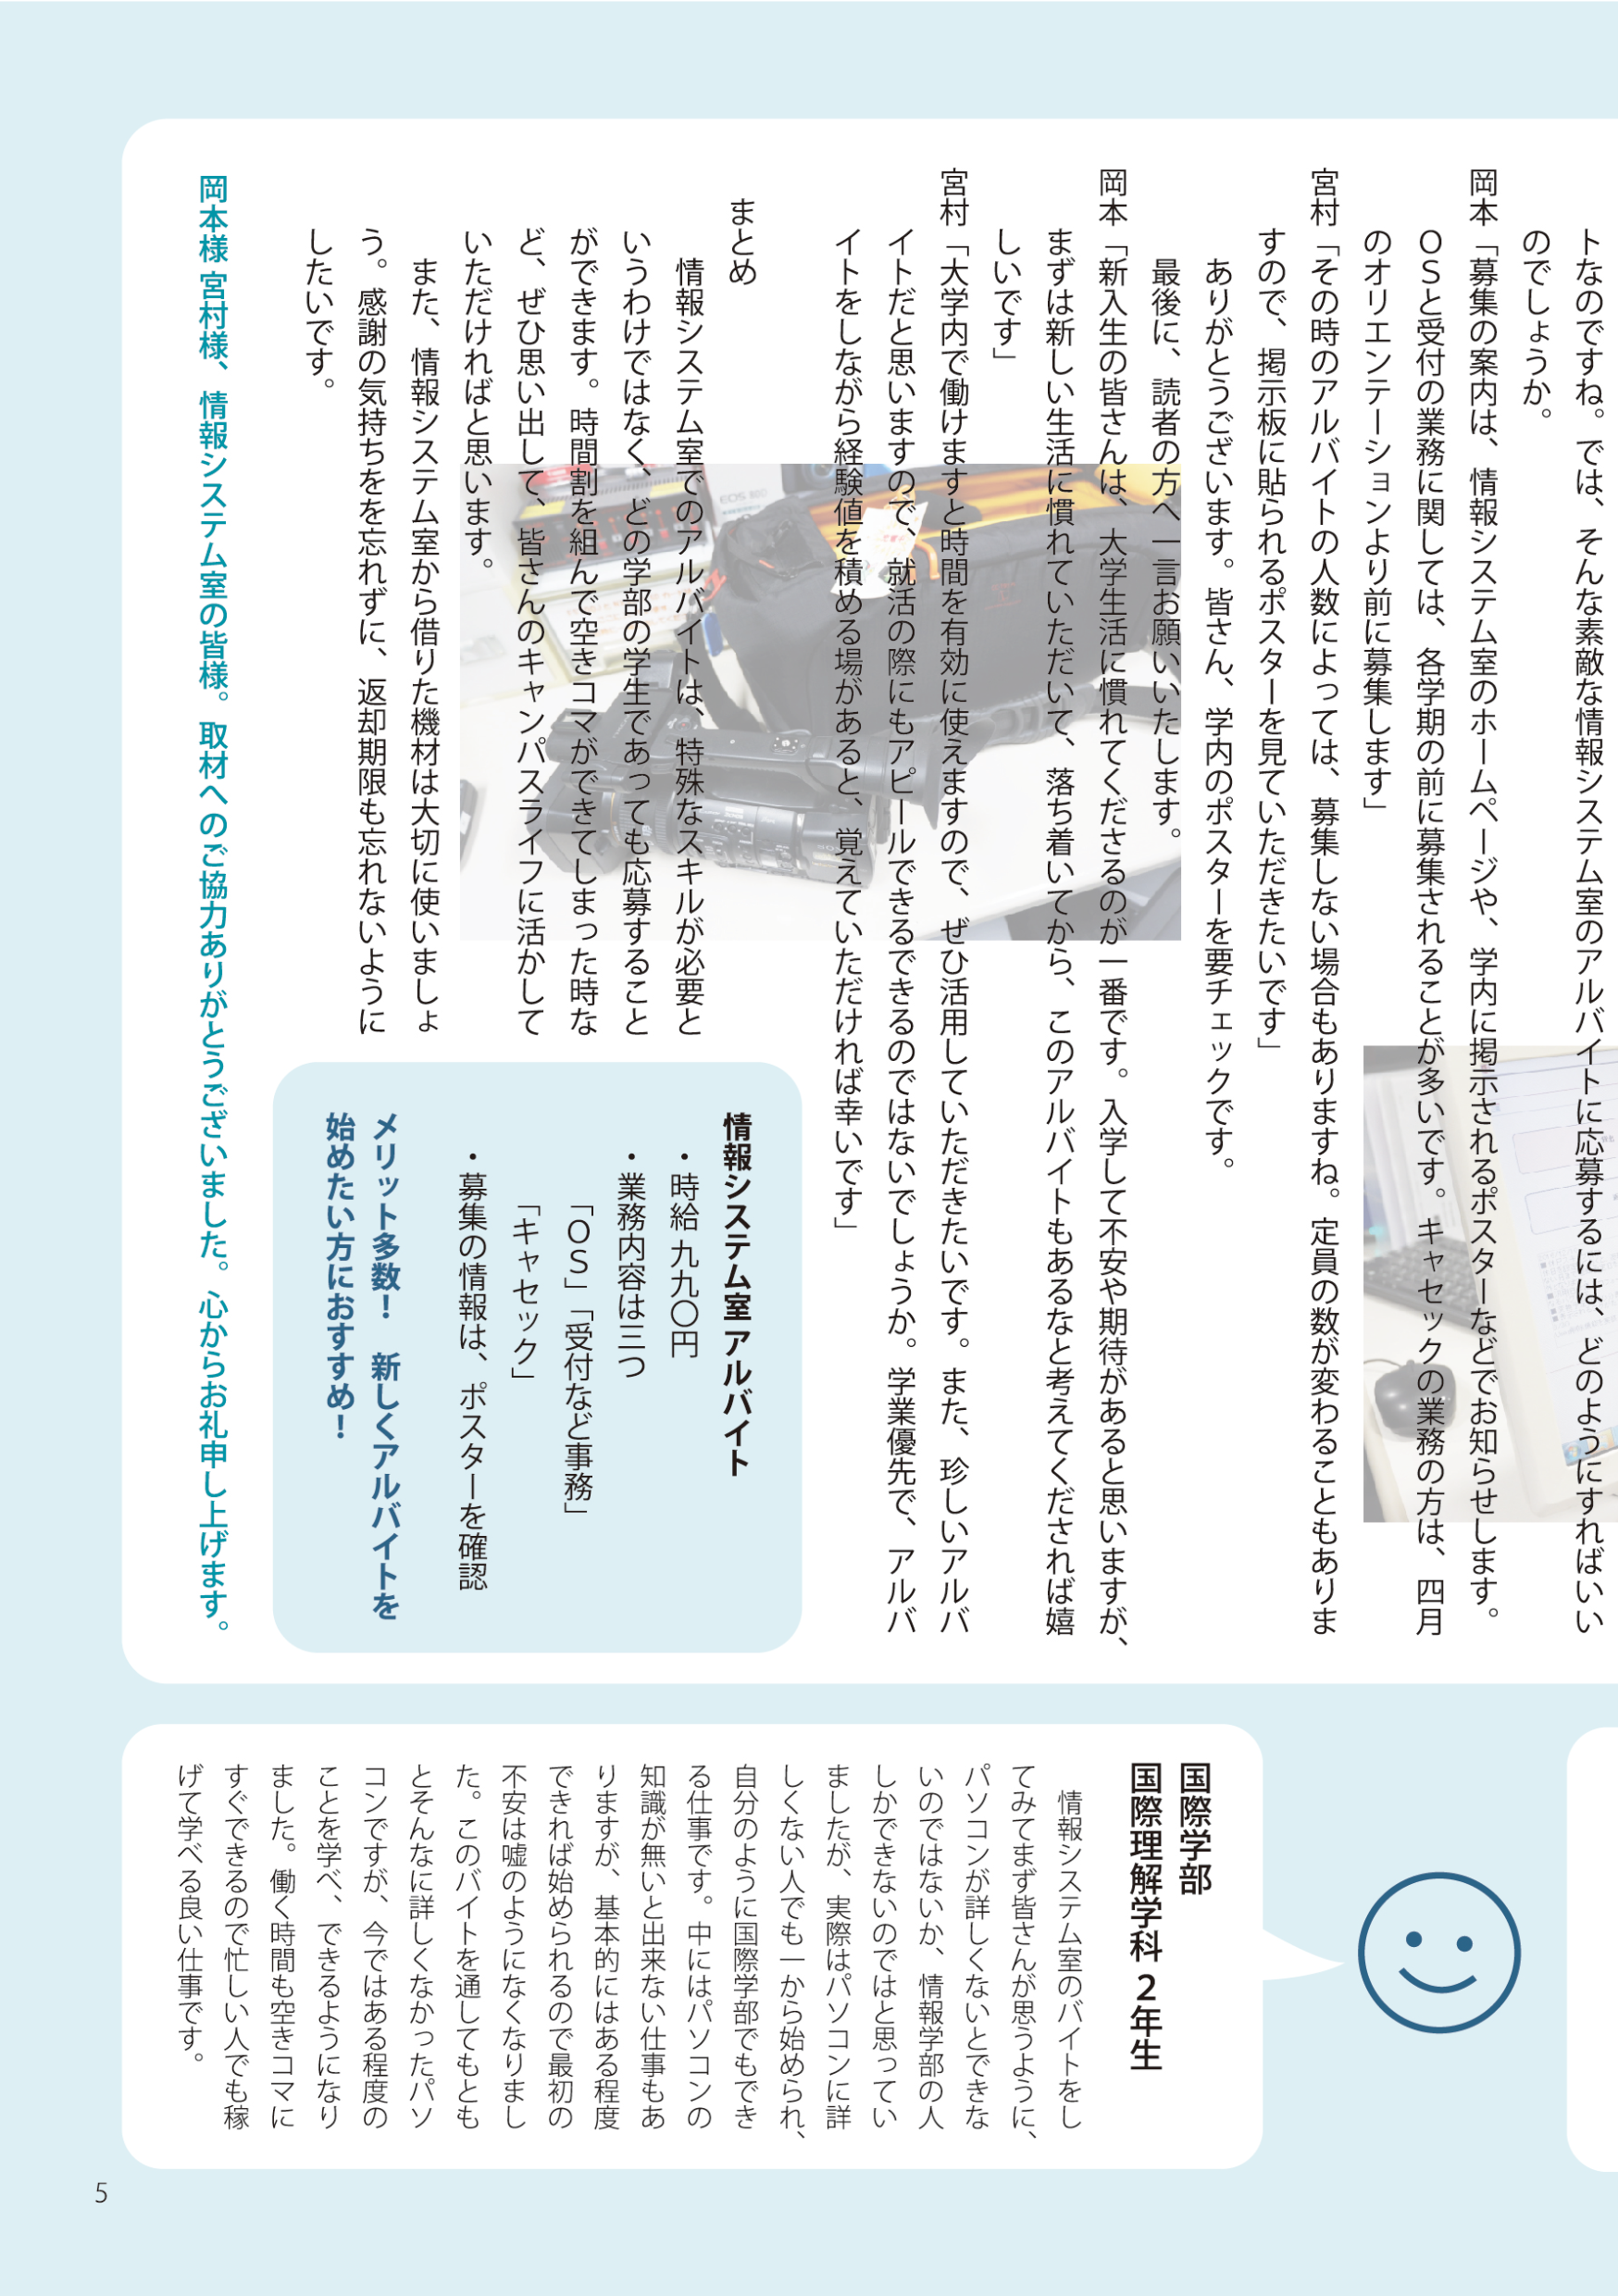 トなのですね。では、そんな素敵な情報システム室のアルバイトに応募するには、どのようにすればいい
のでしょうか。
岡本「募集の案内は、情報システム室のホームページや、学内に掲示されるポスターなどでお知らせします。
ＯＳと受付の業務に関しては、各学期の前に募集されることが多いです。キャセックの業務の方は、四月
のオリエンテーションより前に募集します」
宮村「その時のアルバイトの人数によっては、募集しない場合もありますね。定員の数が変わることもありま
すので、掲示板に貼られるポスターを見ていただきたいです」
ありがとうございます。皆さん、学内のポスターを要チェックです。
最後に、読者の方へ一言お願いいたします。
岡本「新入生の皆さんは、大学生活に慣れてくださるのが一番です。入学して不安や期待があると思いますが、
まずは新しい生活に慣れていただいて、落ち着いてから、このアルバイトもあるなと考えてくだされば嬉
しいです」
宮村「大学内で働けますと時間を有効に使えますので、ぜひ活用していただきたいです。また、珍しいアルバ
イトだと思いますので、就活の際にもアピールできるできるのではないでしょうか。学業優先で、アルバ
イトをしながら経験値を積める場があると、覚えていただければ幸いです」
まとめ
情報システム室でのアルバイトは、特殊なスキルが必要と
いうわけではなく、どの学部の学生であっても応募すること
ができます。時間割を組んで空きコマができてしまった時な
ど、ぜひ思い出して、皆さんのキャンパスライフに活かして
いただければと思います。
また、情報システム室から借りた機材は大切に使いましょ
う。感謝の気持ちをを忘れずに、返却期限も忘れないように
したいです。
情報システム室 アルバイト
・時給 九九〇円
・業務内容は三つ
「ＯＳ」「受付など事務」
「キャセック」
・募集の情報は、ポスターを確認
メリット多数！　新しくアルバイトを
始めたい方におすすめ！
岡本様 宮村様、情報システム室の皆様。取材へのご協力ありがとうございました。心からお礼申し上げます。
EOS 80D
国際学部
国際理解学科 2年生
情報システム室のバイトをし
てみてまず皆さんが思うように、
パソコンが詳しくないとできな
いのではないか、情報学部の人
しかできないのではと思ってい
ましたが、実際はパソコンに詳
しくない人でも一から始められ、
自分のように国際学部でもでき
る仕事です。中にはパソコンの
知識が無いと出来ない仕事もあ
りますが、基本的にはある程度
できれば始められるので最初の
不安は嘘のようになくなりまし
た。このバイトを通してもとも
とそんなに詳しくなかったパソ
コンですが、今ではある程度の
ことを学べ、できるようになり
ました。働く時間も空きコマに
すぐできるので忙しい人でも稼
げて学べる良い仕事です。
5